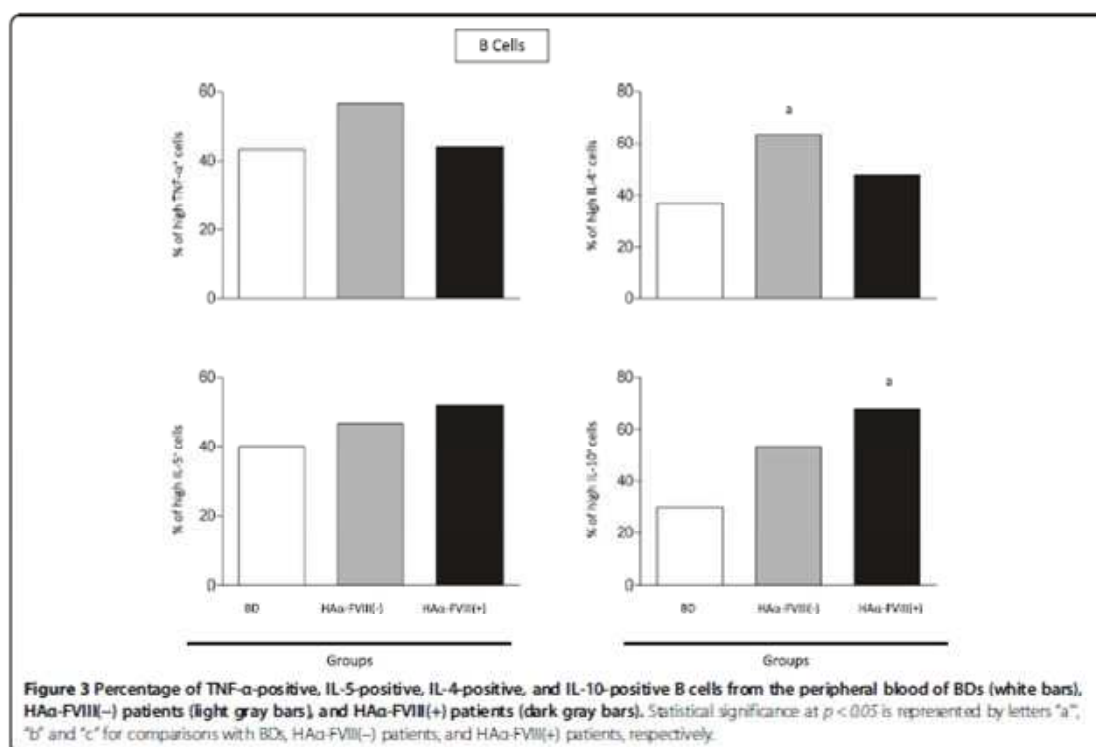 B Cells
% of high TNF-α⁺ cells
60
40
20
0
% of high IL-4⁺ cells
80
60
40
20
0
a
% of high IL-5⁺ cells
60
40
20
0
BD HAα-FVIII(-) HAα-FVIII(+)
Groups
% of high IL-10⁺ cells
80
60
40
20
0
a
BD HAα-FVIII(-) HAα-FVIII(+)
Groups
Figure 3 Percentage of TNF-α-positive, IL-5-positive, IL-4-positive, and IL-10-positive B cells from the peripheral blood of BDs (white bars),
HAα-FVIII(−) patients (light gray bars), and HAα-FVIII(+) patients (dark gray bars). Statistical significance at p < 005 is represented by letters "a",
"b" and "c" for comparisons with BDs, HAα-FVIII(−) patients, and HAα-FVIII(+) patients, respectively.